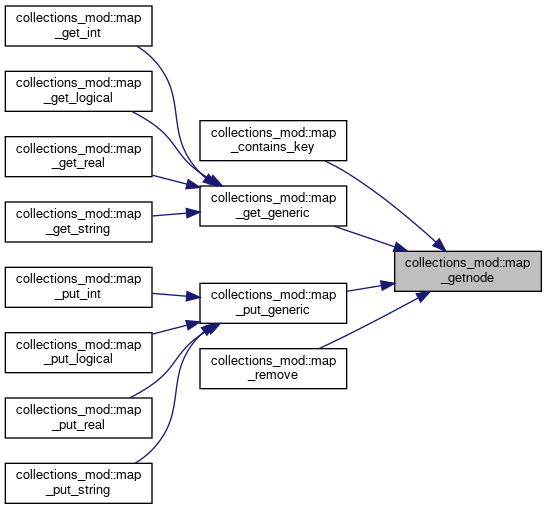 collections_mod::map
_get_int
collections_mod::map
_get_logical
collections_mod::map
_get_real
collections_mod::map
_get_string
collections_mod::map
_put_int
collections_mod::map
_put_logical
collections_mod::map
_put_real
collections_mod::map
_put_string
collections_mod::map
_contains_key
collections_mod::map
_get_generic
collections_mod::map
_put_generic
collections_mod::map
_remove
collections_mod::map
_getnode